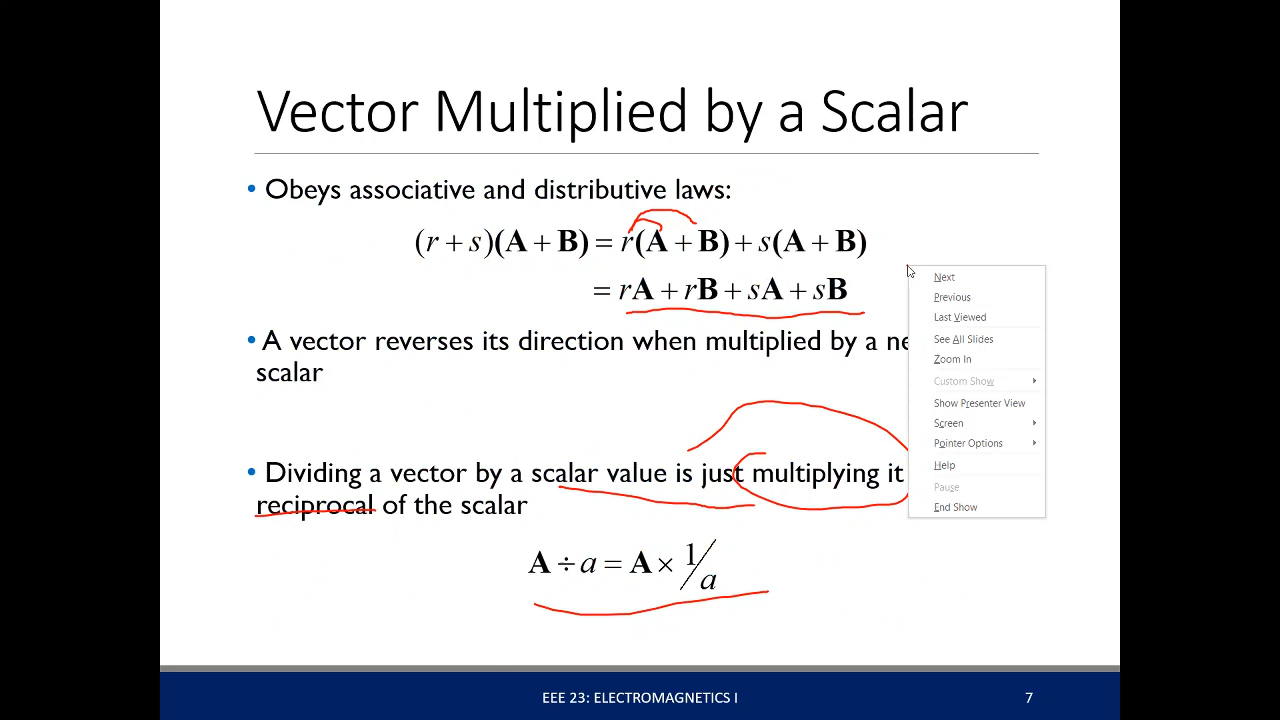 Vector Multiplied by a Scalar
• Obeys associative and distributive laws:
(r + s)(A + B) = r(A + B) + s(A + B)
= rA + rB + sA + sB
• A vector reverses its direction when multiplied by a
scalar
• Dividing a vector by a scalar value is just multiplying it
reciprocal of the scalar
A ÷ a = A × 1/a
Next
Previous
Last Viewed
See All Slides
Zoom In
Custom Show
Show Presenter View
Screen
Pointer Options
Help
Pause
End Show
EEE 23: ELECTROMAGNETICS I
7